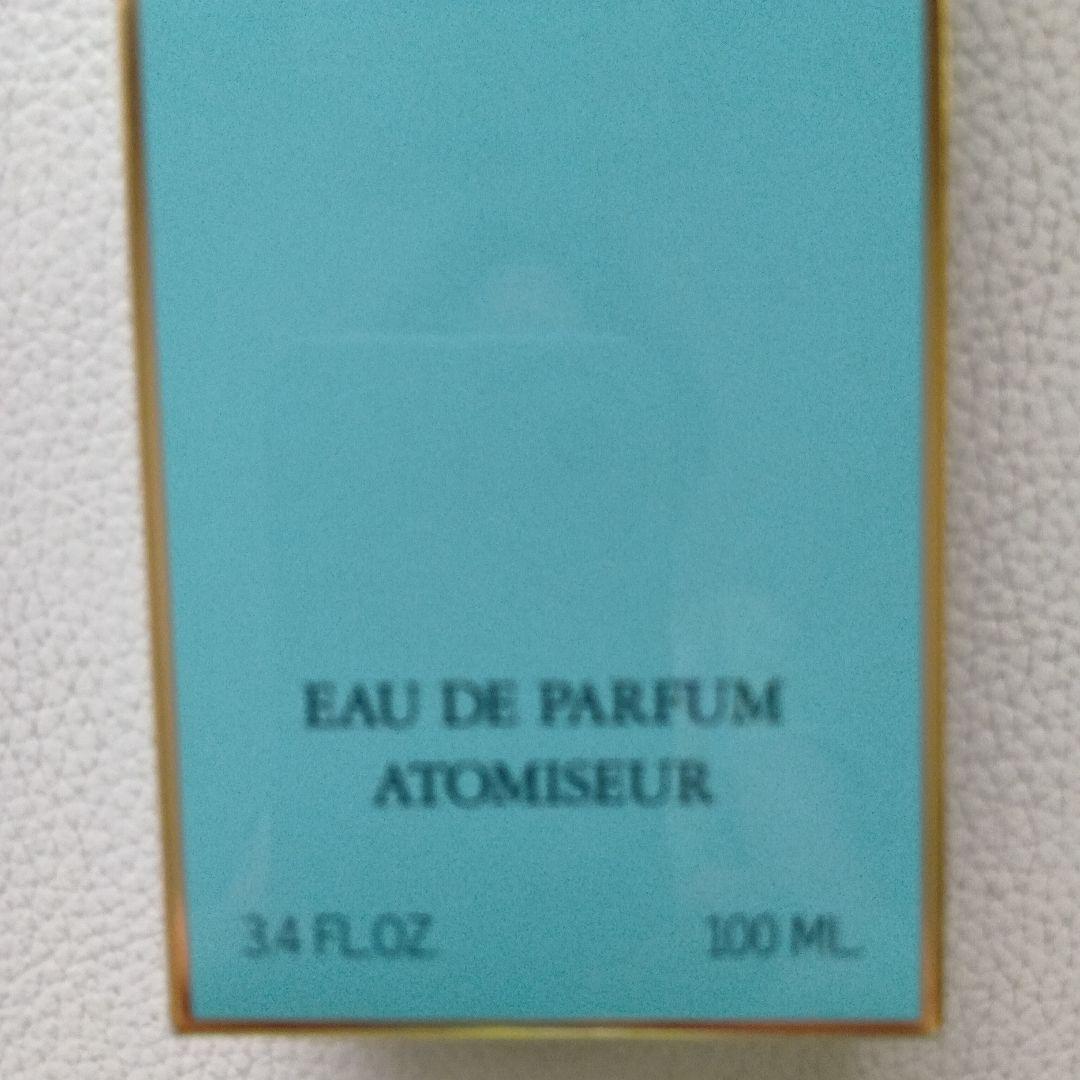 EAU DE PARFUM
ATOMISEUR
3.4 FL.OZ. 100 ML.